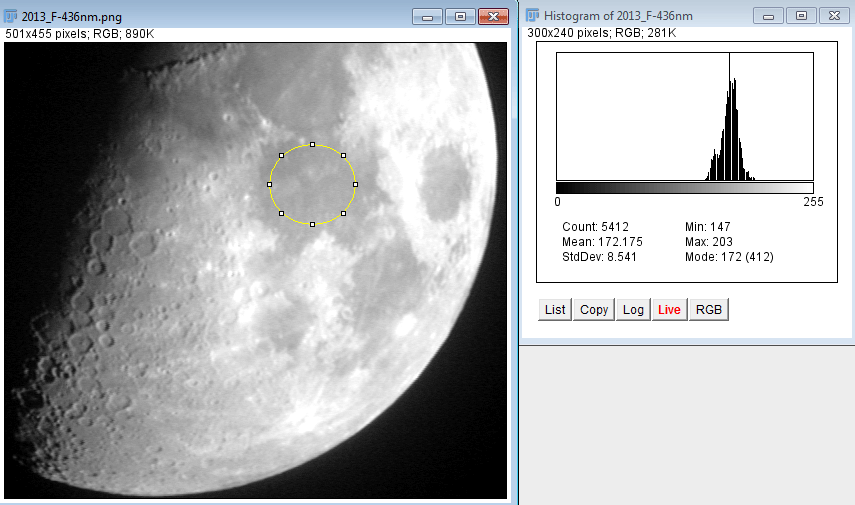 2013_F-436nm.png
501x455 pixels; RGB; 890K
Histogram of 2013_F-436nm
300x240 pixels; RGB; 281K
0 255
Count: 5412 Min: 147
Mean: 172.175 Max: 203
StdDev: 8.541 Mode: 172 (412)
List Copy Log Live RGB